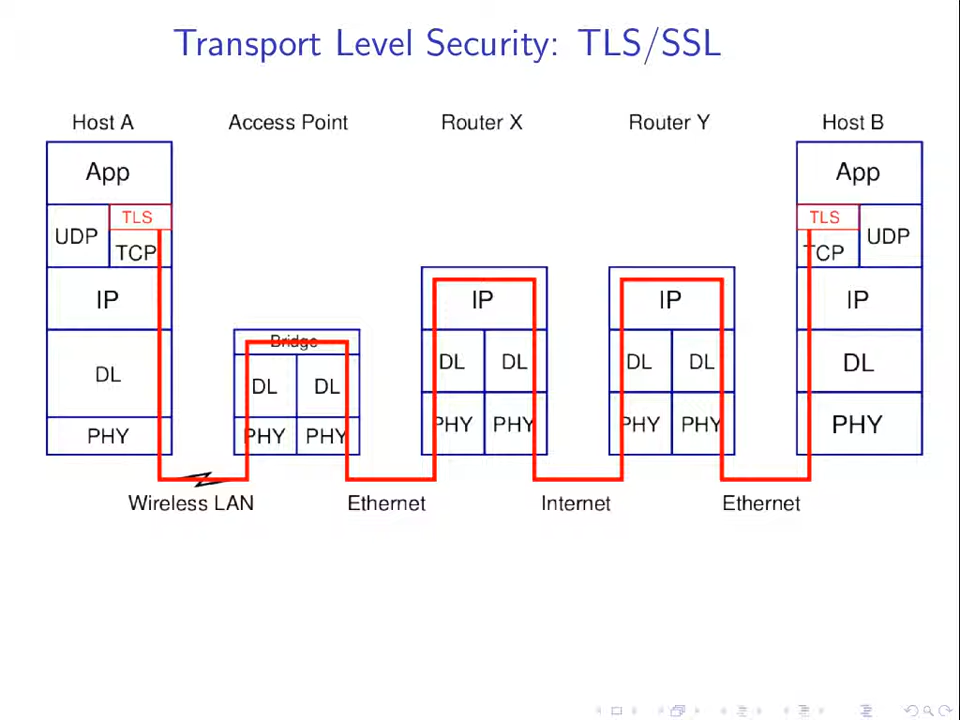 Transport Level Security: TLS/SSL
Host A Access Point Router X Router Y Host B
App App
TLS TLS
UDP TCP TCP UDP
IP IP IP IP
Bridge
DL DL DL DL DL DL DL DL
PHY PHY PHY PHY PHY PHY PHY PHY
Wireless LAN Ethernet Internet Ethernet